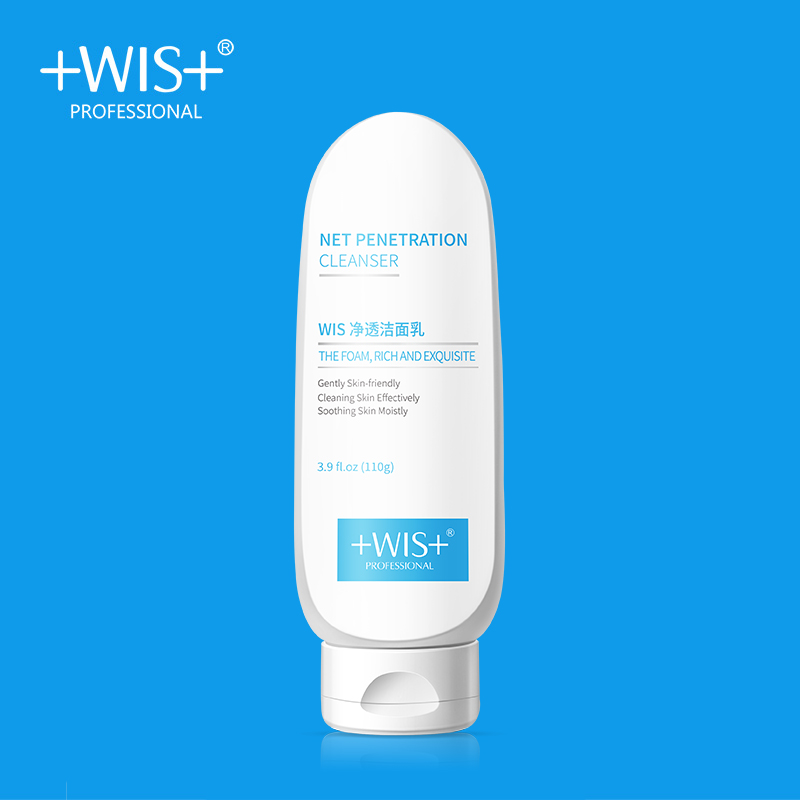 +WIS+®
PROFESSIONAL
NET PENETRATION
CLEANSER
WIS 净透洁面乳
THE FOAM, RICH AND EXQUISITE
Gently Skin-friendly
Cleaning Skin Effectively
Soothing Skin Moistly
3.9 fl.oz (110g)
+WIS+®
PROFESSIONAL